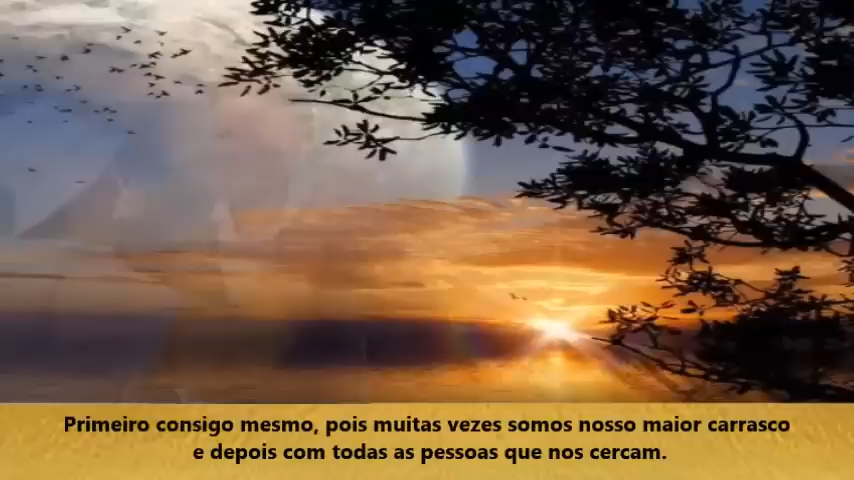 Primeiro consigo mesmo, pois muitas vezes somos nosso maior carrasco
e depois com todas as pessoas que nos cercam.